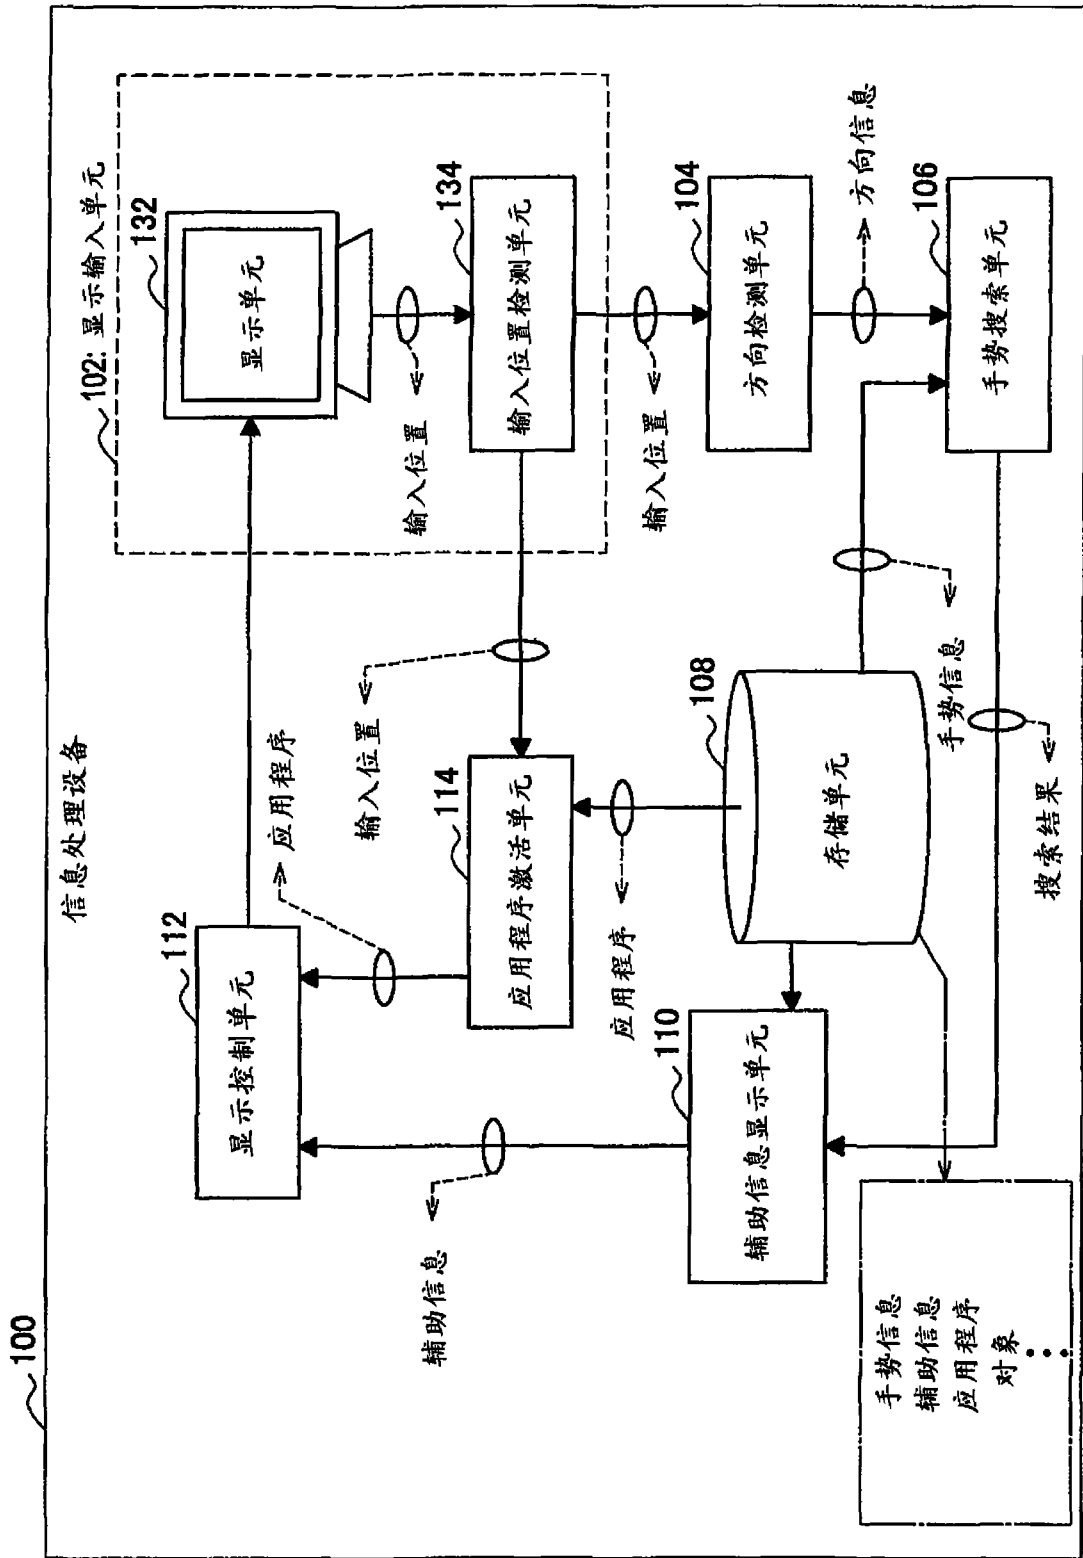 100
信息处理设备
102: 显示输入单元
112
显示控制单元
132
显示单元
应用程序
输入位置
辅助信息
114
应用程序激活单元
输入位置
134
输入位置检测单元
应用程序
输入位置
110
辅助信息显示单元
108
存储单元
104
方向检测单元
手势信息
方向信息
手势信息
辅助信息
应用程序
对象
搜索结果
106
手势搜索单元